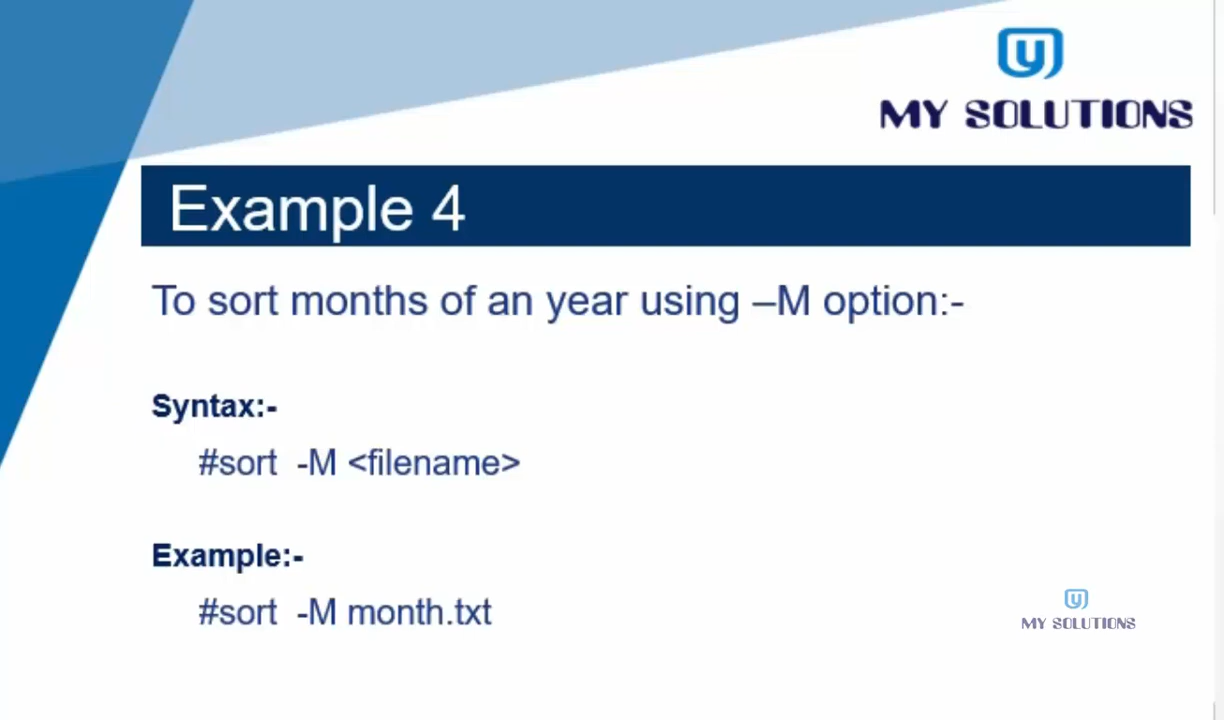 MY SOLUTIONS
Example 4
To sort months of an year using –M option:-
Syntax:-
#sort  -M <filename>
Example:-
#sort  -M month.txt
MY SOLUTIONS